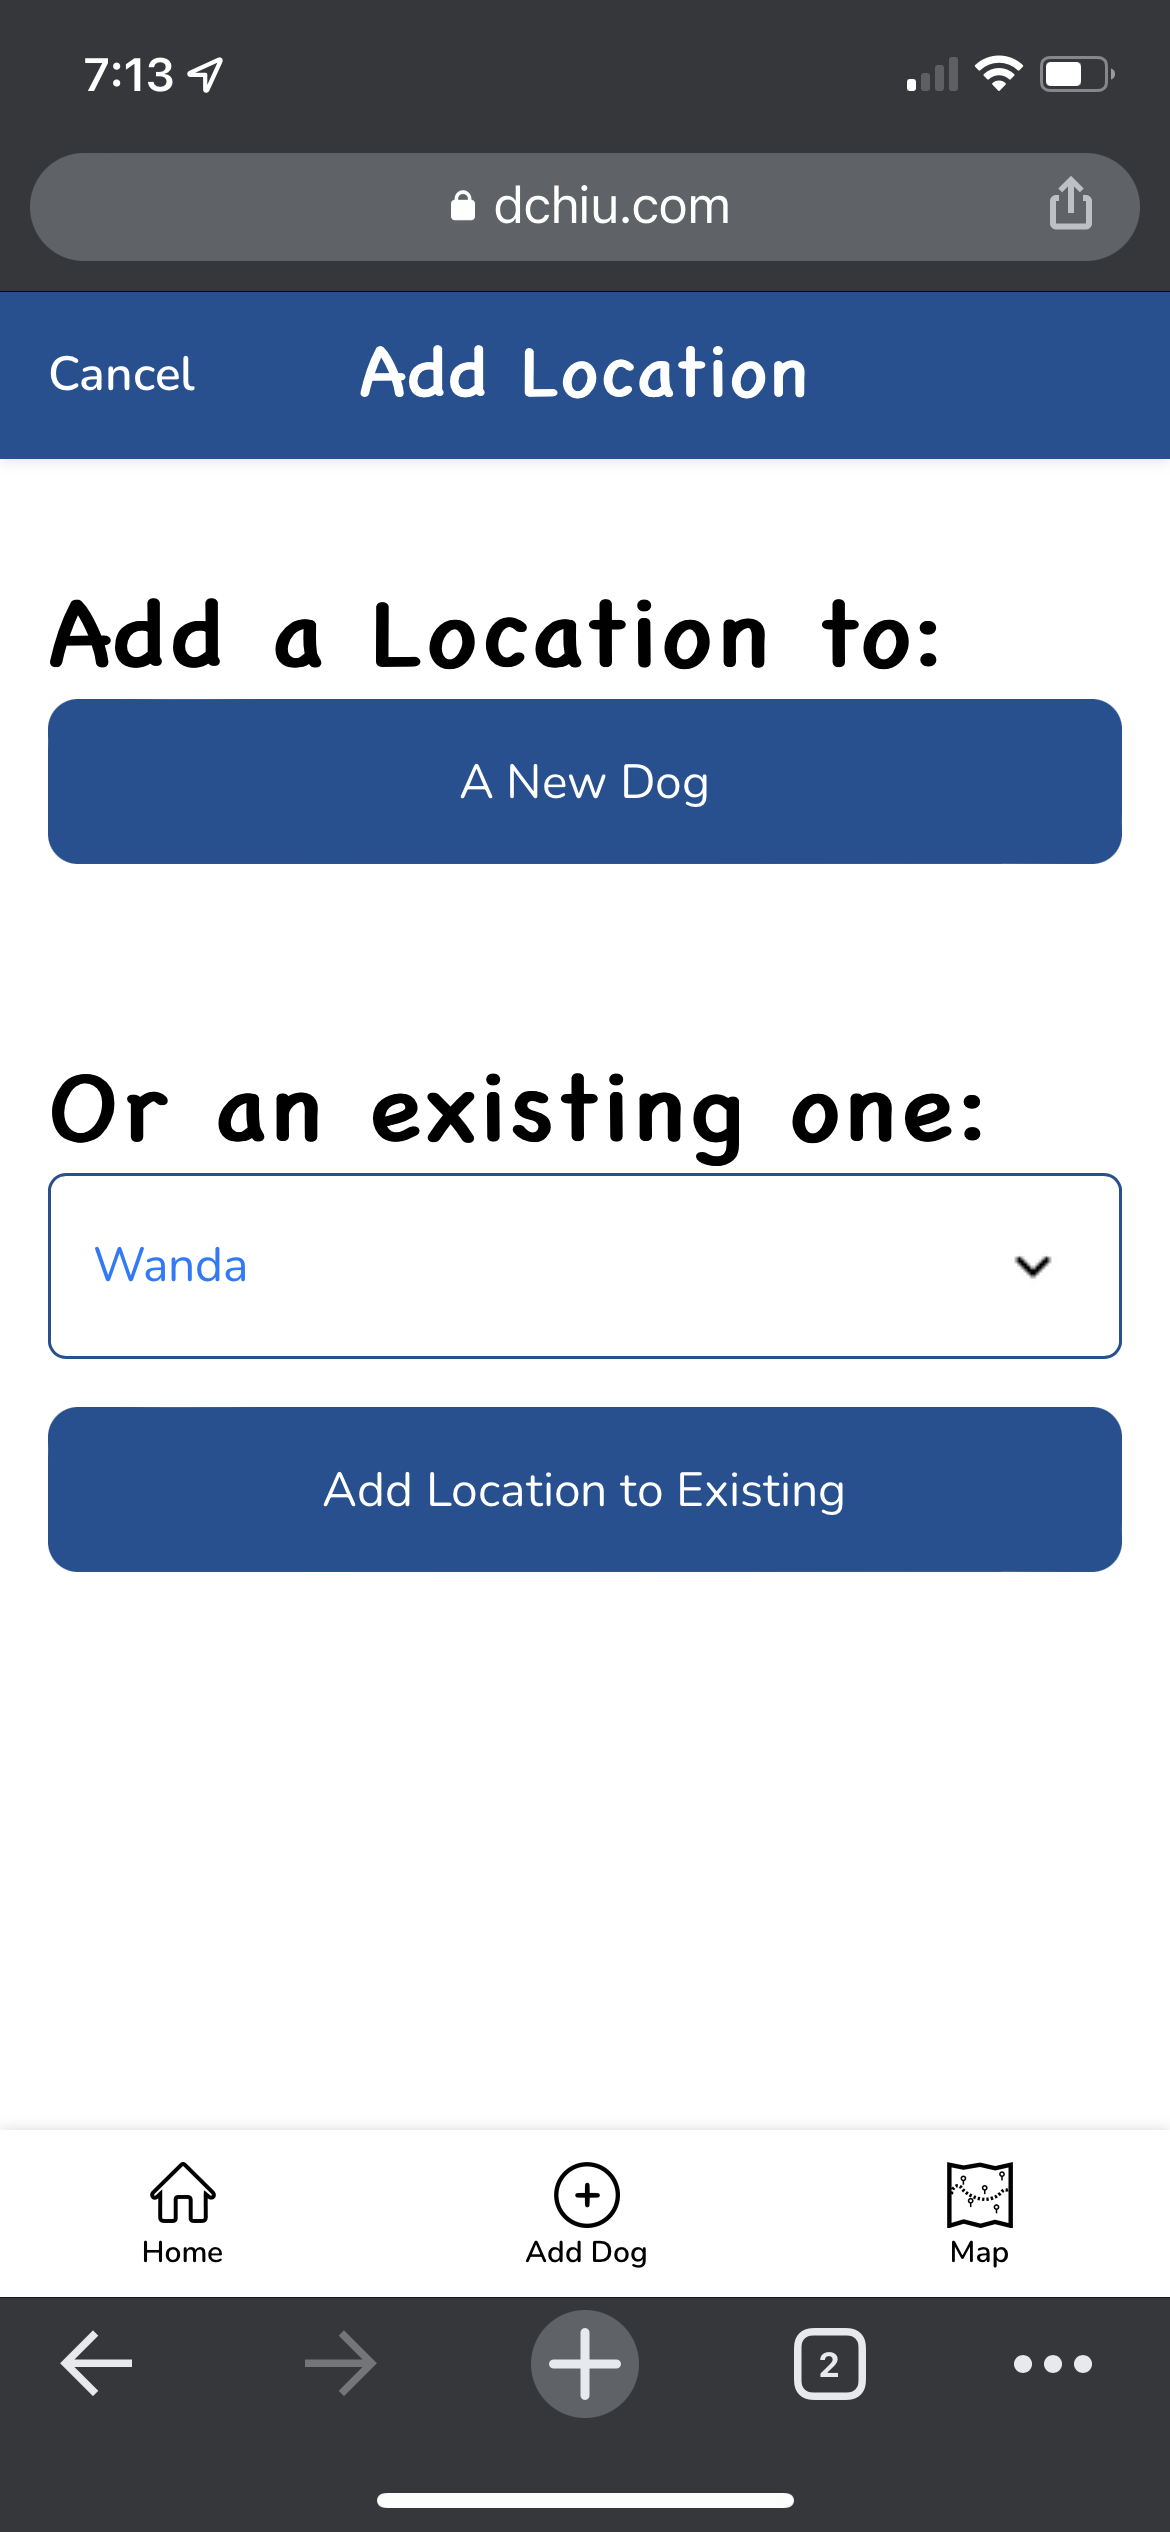 7:13
dchiu.com
Cancel
Add Location
Add a Location to:
A New Dog
Or an existing one:
Wanda
Add Location to Existing
Home
Add Dog
Map
2